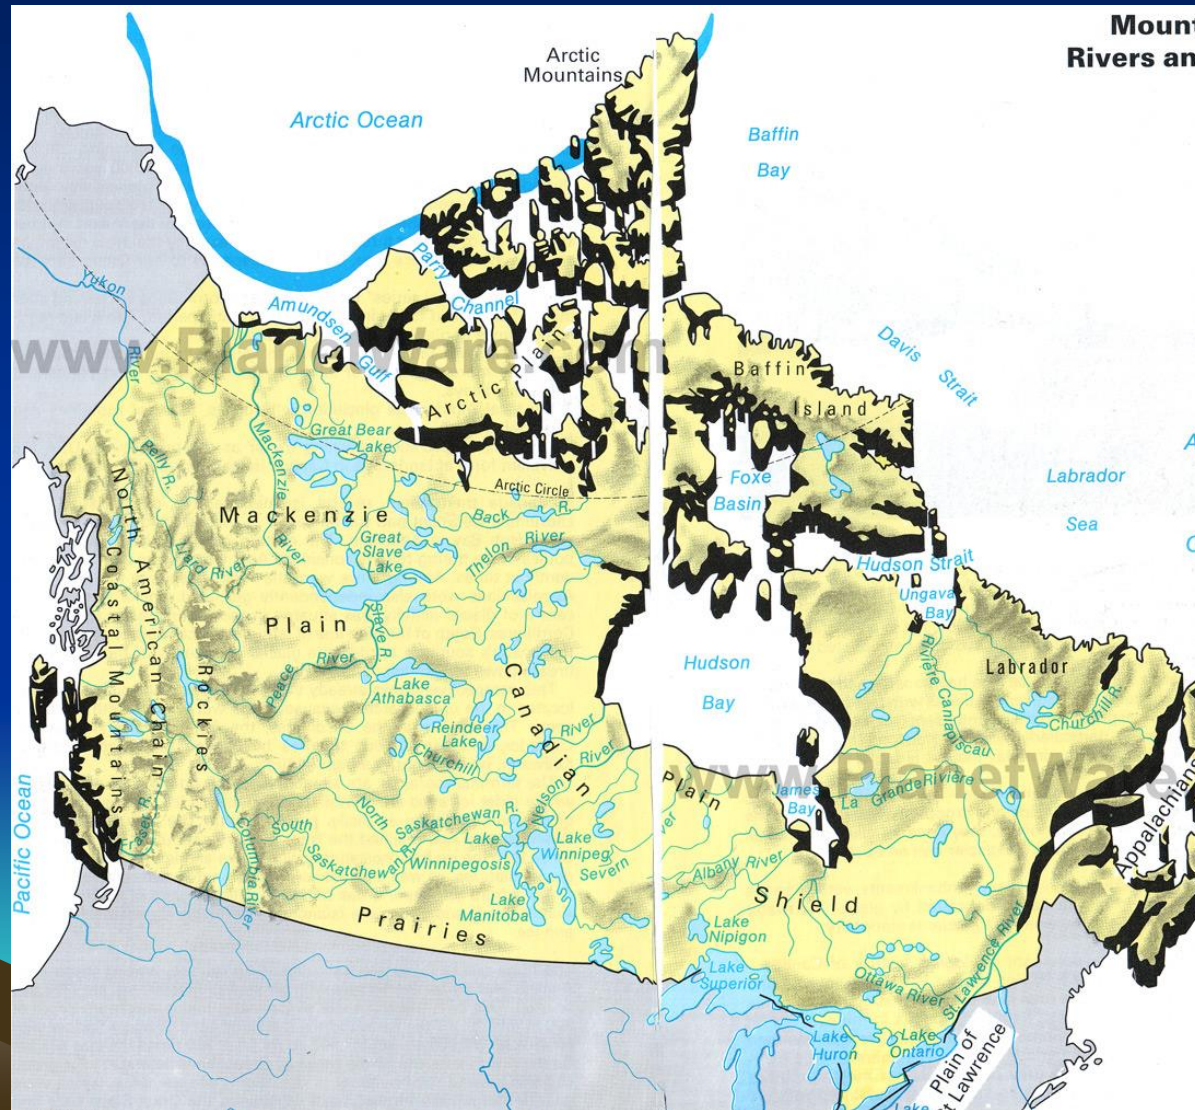 Mount
Rivers an
Arctic
Mountains
Arctic Ocean
Baffin
Bay
Parry
Channel
Yukon
River
Amundsen
Gulf
www.PlanetWare.com
Davis
Strait
Arctic Plain
Baffin
Island
Great Bear
Lake
Mackenzie
River
Pelly R.
Arctic Circle
Foxe
Basin
Labrador
Sea
A
C
North American Chain
Mackenzie
Back R.
Great
Slave
Lake
Thelon River
Hudson Strait
Liard River
Ungava
Bay
Coastal Mountains
Plain
Slave R.
Rockies
Peace River
Lake
Athabasca
Canadian
Hudson
Bay
Rivière Caniapiscau
Labrador
Churchill R.
Reindeer
Lake
Churchill
River
Nelson River
Plain
www.PlanetWare
James
Bay
La Grande Rivière
Appalachians
Pacific Ocean
Fraser R.
Columbia River
North
Saskatchewan R.
South
Saskatchewan R.
Lake
Winnipegosis
Lake
Winnipeg
Severn
ver
Albany River
Shield
Lake
Manitoba
Prairies
Lake
Nipigon
Lake
Superior
Ottawa River
St. Lawrence River
Lake
Huron
Lake
Ontario
Plain of
t Lawrence
Lake